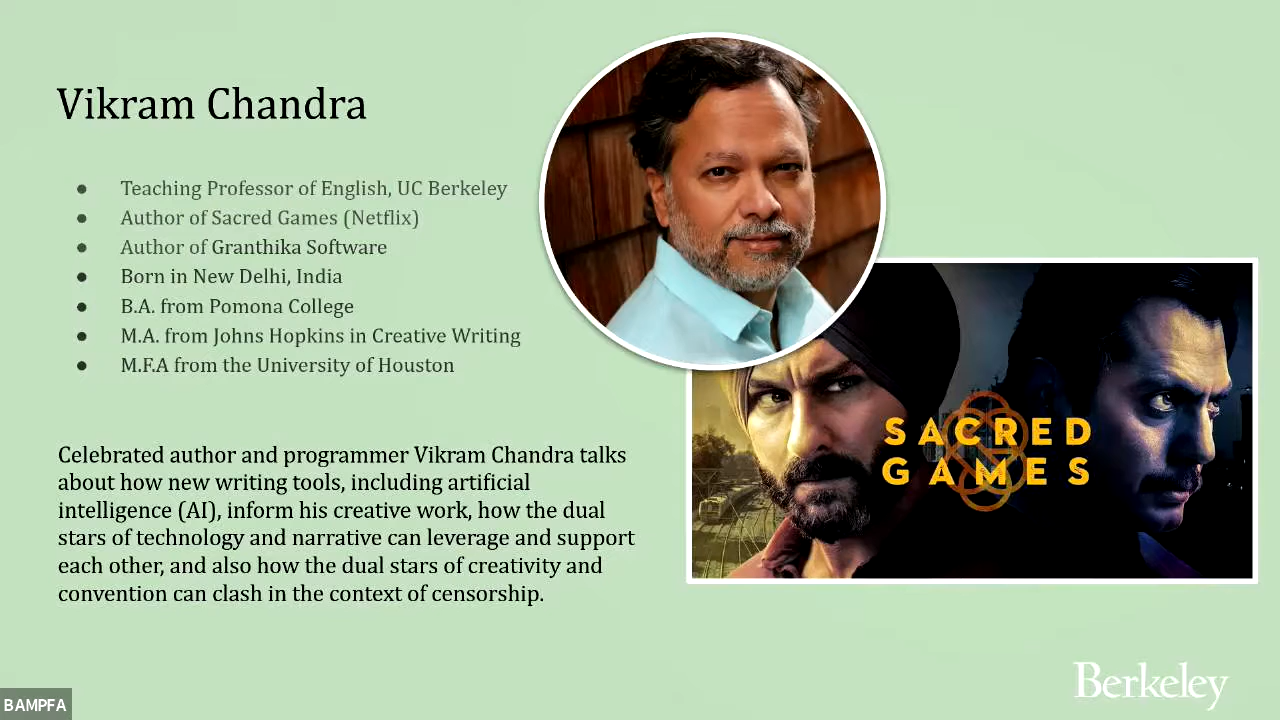 Vikram Chandra
● Teaching Professor of English, UC Berkeley
● Author of Sacred Games (Netflix)
● Author of Granthika Software
● Born in New Delhi, India
● B.A. from Pomona College
● M.A. from Johns Hopkins in Creative Writing
● M.F.A from the University of Houston
Celebrated author and programmer Vikram Chandra talks
about how new writing tools, including artificial
intelligence (AI), inform his creative work, how the dual
stars of technology and narrative can leverage and support
each other, and also how the dual stars of creativity and
convention can clash in the context of censorship.
SACRED
GAMES
Berkeley
BAMPFA